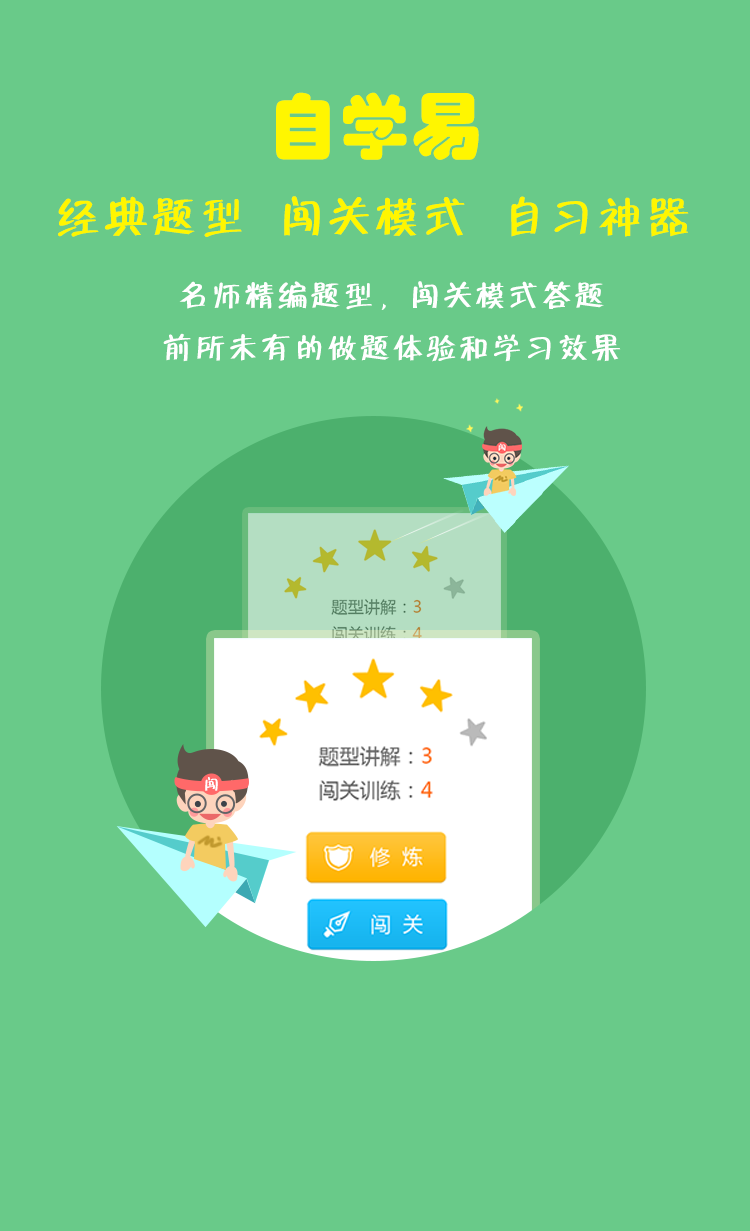 自学易
经典题型 闯关模式 自习神器
名师精编题型，闯关模式答题
前所未有的做题体验和学习效果
闯
题型讲解：3
闯关训练：4
题型讲解：3
闯关训练：4
闯
修 炼
闯 关